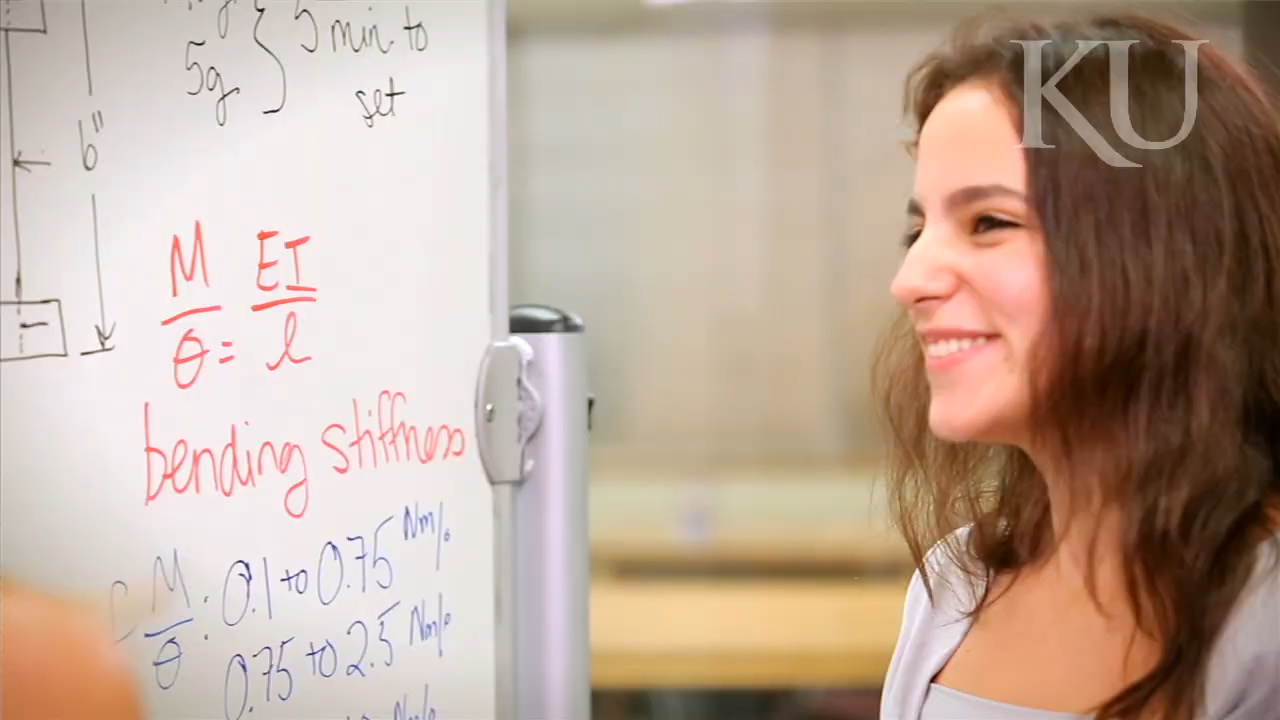 KU
5g } 5 min to
set
6"
M/θ = EI/l
bending stiffness
M/θ : 0.1 to 0.75 Nm/°
0.75 to 2.5 Nm/°
Nm/